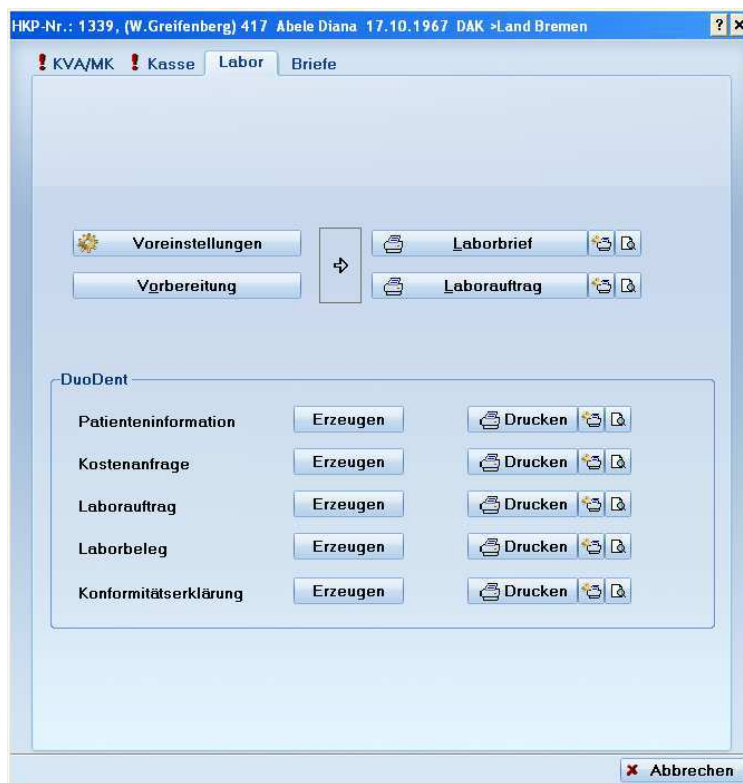 HKP-Nr.: 1339, (W.Greifenberg) 417 Abele Diana 17.10.1967 DAK >Land Bremen ? ×
! KVA/MK ! Kasse Labor Briefe
Voreinstellungen Laborbrief
Vorbereitung Laborauftrag
DuoDent
Patienteninformation Erzeugen Drucken
Kostenanfrage Erzeugen Drucken
Laborauftrag Erzeugen Drucken
Laborbeleg Erzeugen Drucken
Konformitätserklärung Erzeugen Drucken
Abbrechen